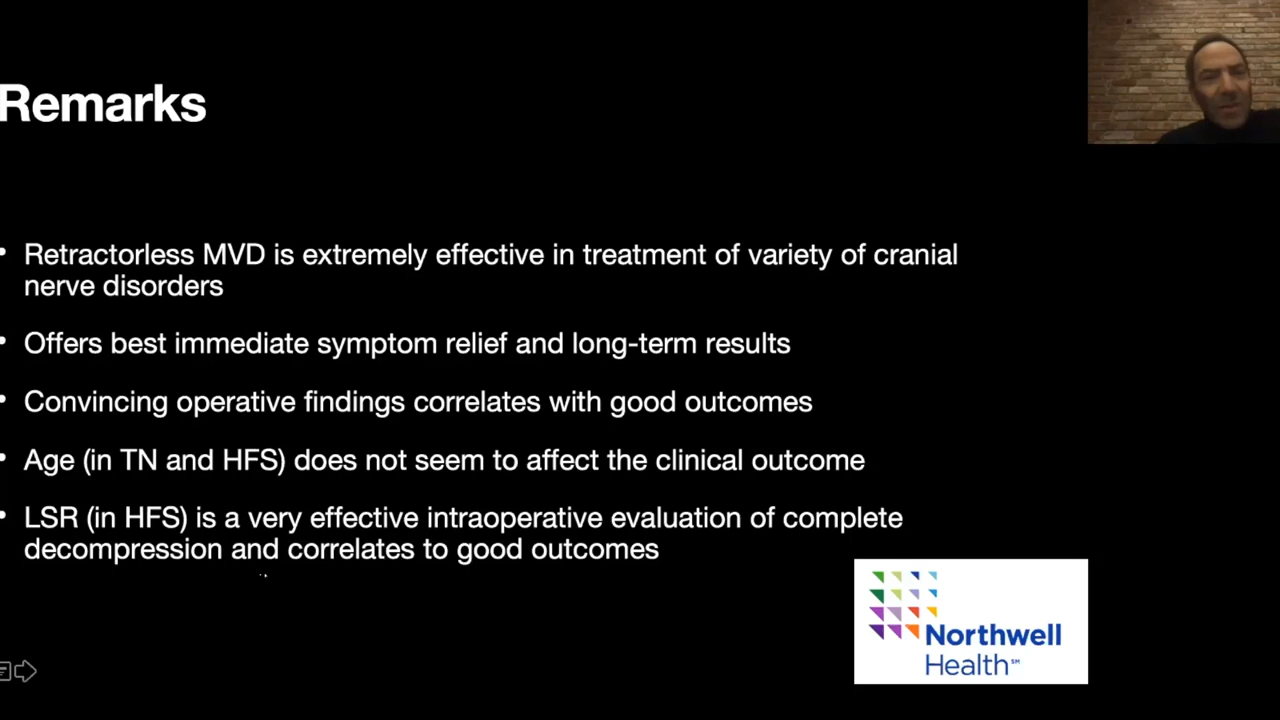 Remarks
• Retractorless MVD is extremely effective in treatment of variety of cranial
nerve disorders
• Offers best immediate symptom relief and long-term results
• Convincing operative findings correlates with good outcomes
• Age (in TN and HFS) does not seem to affect the clinical outcome
• LSR (in HFS) is a very effective intraoperative evaluation of complete
decompression and correlates to good outcomes
Northwell
Health℠